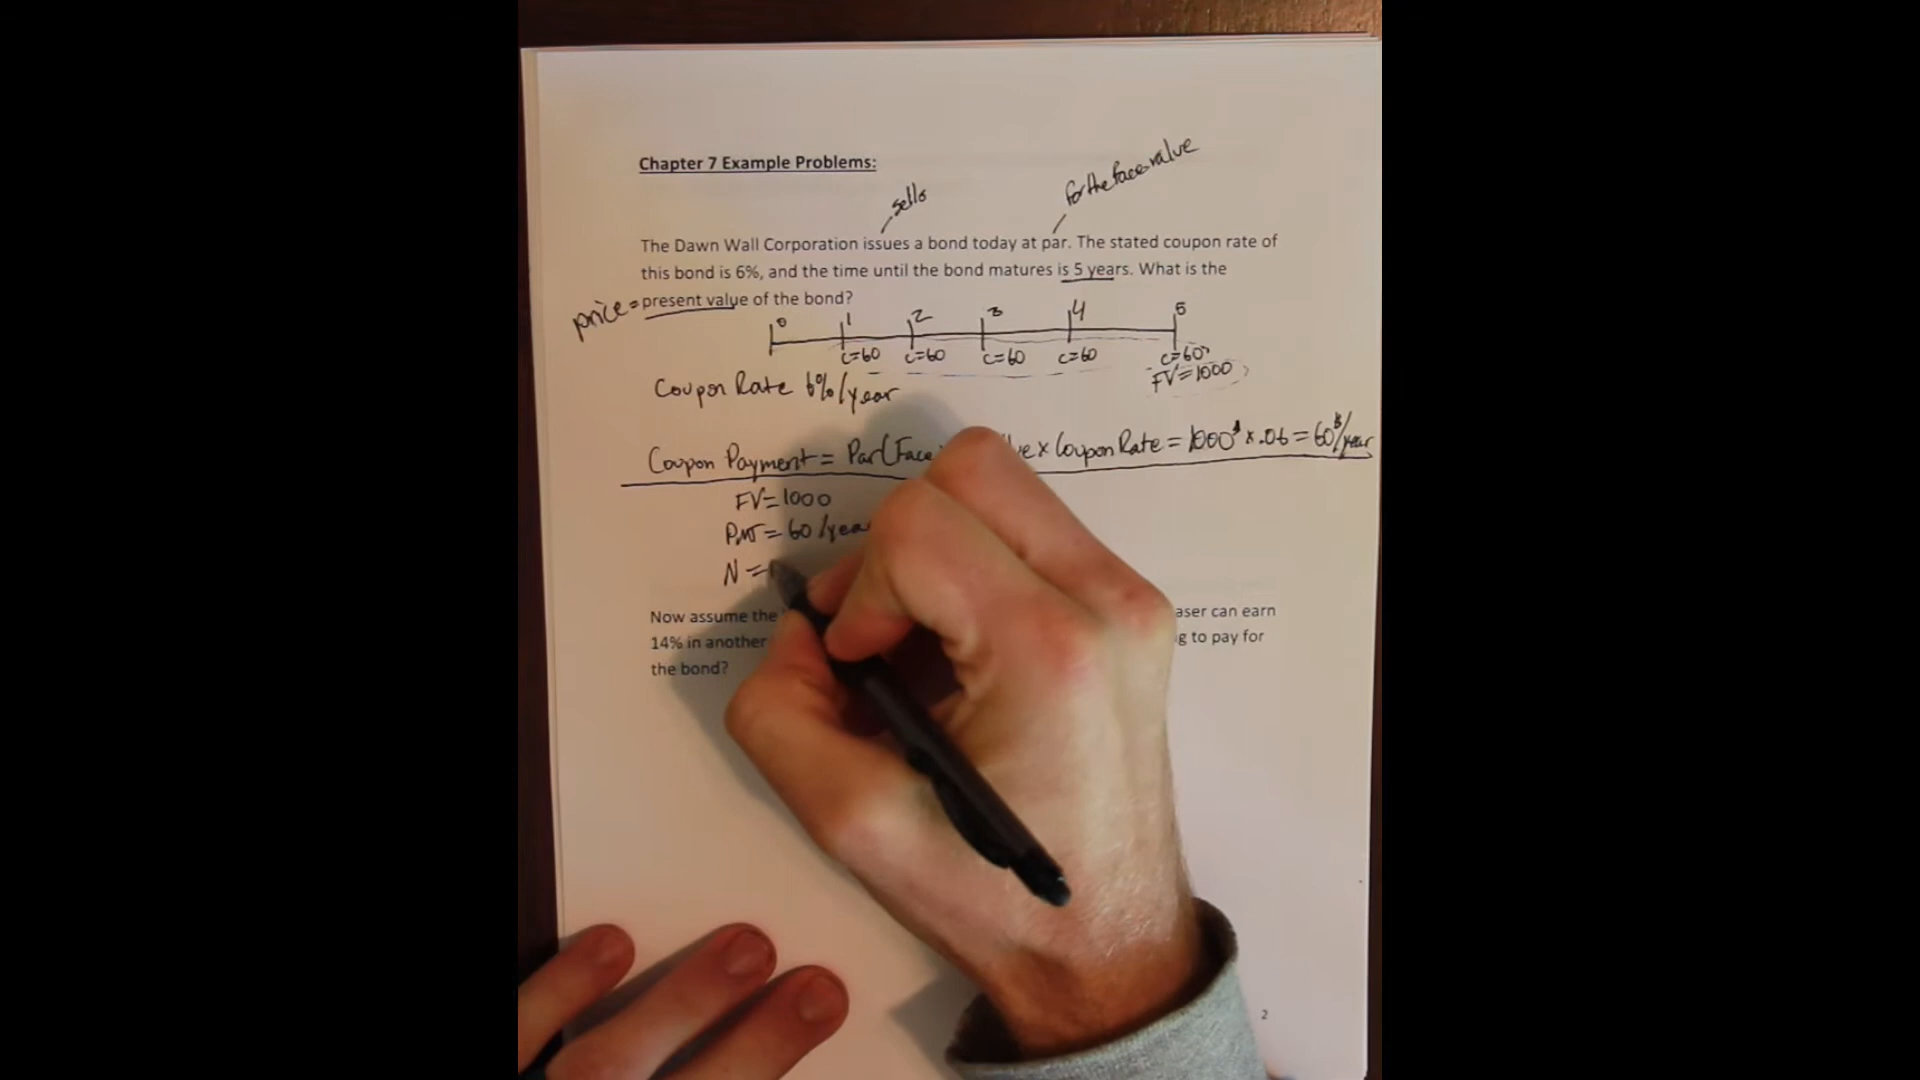 Chapter 7 Example Problems:
sells
for the face value
The Dawn Wall Corporation issues a bond today at par. The stated coupon rate of
this bond is 6%, and the time until the bond matures is 5 years. What is the
price = present value of the bond?
0 1 2 3 4 5
C=60 C=60 C=60 C=60 C=60
FV=1000
Coupon Rate 6%/year
Coupon Payment = Par(Face x Coupon Rate = 1000$ x .06 = 60$/year
FV=1000
PMT = 60/year
N =
Now assume the aser can earn
14% in another g to pay for
the bond?
2